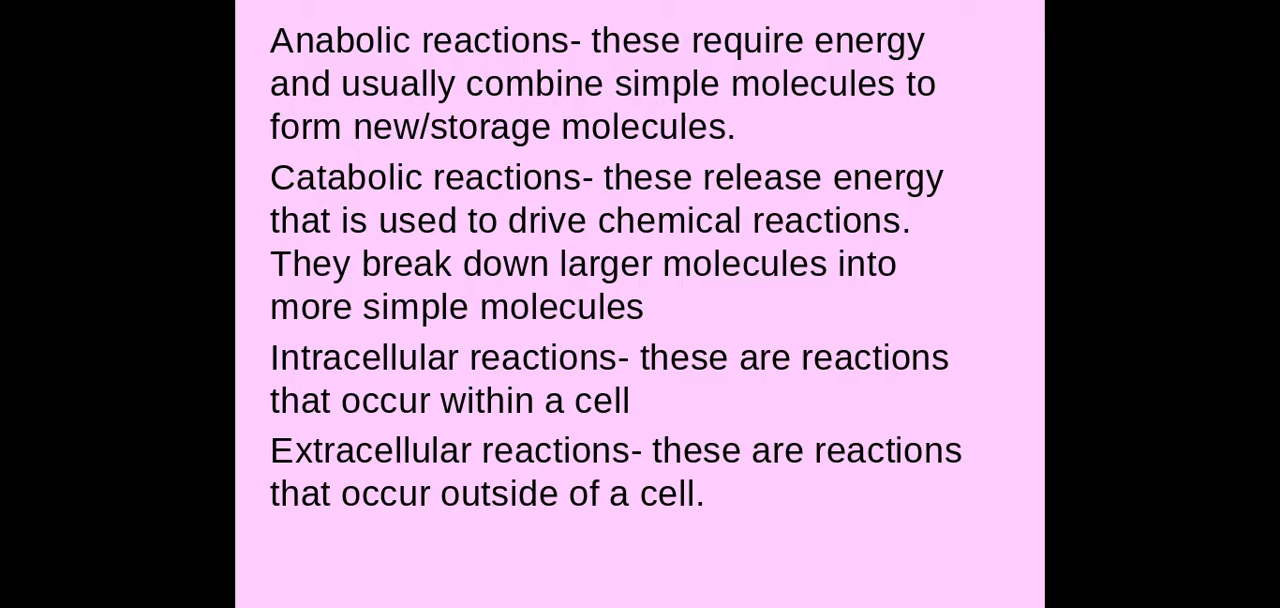 Anabolic reactions- these require energy
and usually combine simple molecules to
form new/storage molecules.
Catabolic reactions- these release energy
that is used to drive chemical reactions.
They break down larger molecules into
more simple molecules
Intracellular reactions- these are reactions
that occur within a cell
Extracellular reactions- these are reactions
that occur outside of a cell.